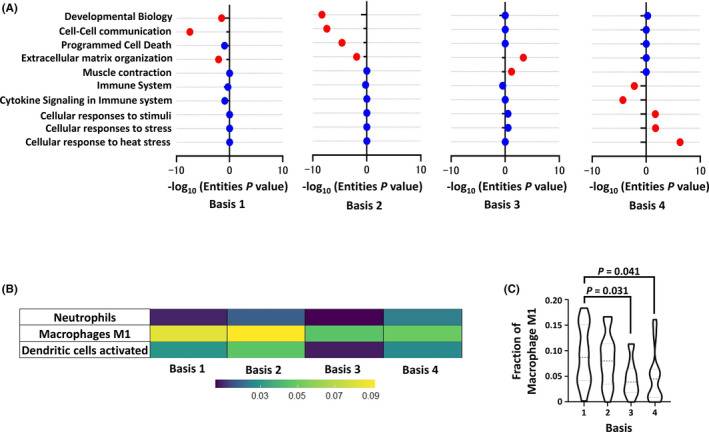 (A)
Developmental Biology
Cell-Cell communication
Programmed Cell Death
Extracellular matrix organization
Muscle contraction
Immune System
Cytokine Signaling in Immune system
Cellular responses to stimuli
Cellular responses to stress
Cellular response to heat stress
−10 0 10 −10 0 10 −10 0 10 −10 0 10
-log10 (Entities P value) -log10 (Entities P value) -log10 (Entities P value) -log10 (Entities P value)
Basis 1 Basis 2 Basis 3 Basis 4
(B)
Neutrophils
Macrophages M1
Dendritic cells activated
Basis 1 Basis 2 Basis 3 Basis 4
0.03 0.05 0.07 0.09
(C)
P = 0.041
P = 0.031
Fraction of
Macrophage M1
0.20
0.15
0.10
0.05
0.00
1 2 3 4
Basis